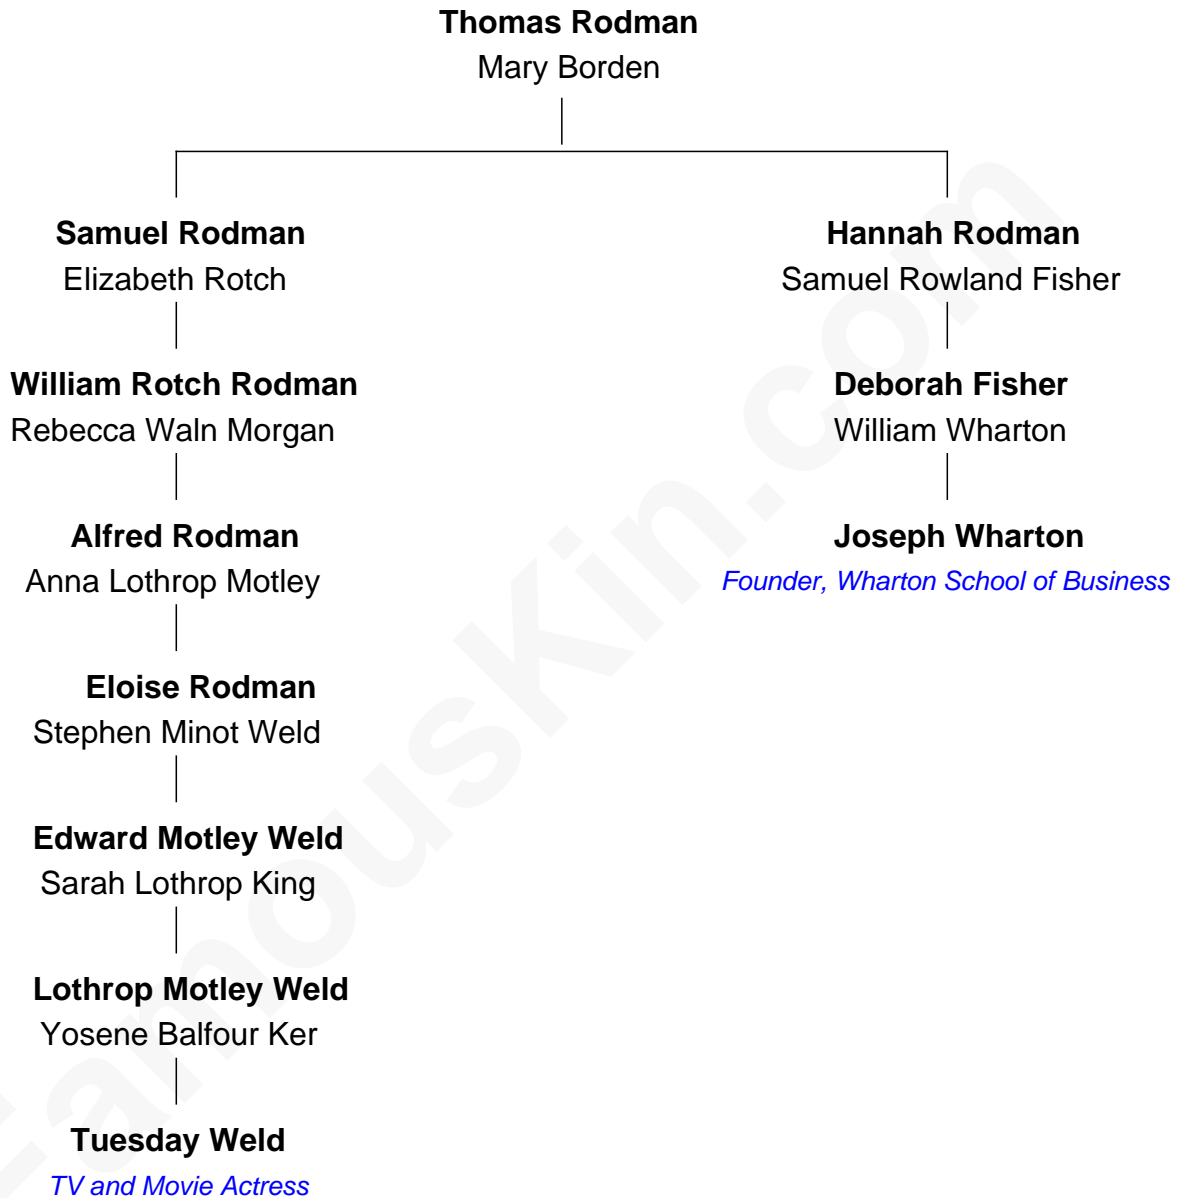 Thomas Rodman
Mary Borden
Samuel Rodman
Elizabeth Rotch
William Rotch Rodman
Rebecca Waln Morgan
Alfred Rodman
Anna Lothrop Motley
Eloise Rodman
Stephen Minot Weld
Edward Motley Weld
Sarah Lothrop King
Lothrop Motley Weld
Yosene Balfour Ker
Tuesday Weld
TV and Movie Actress
Hannah Rodman
Samuel Rowland Fisher
Deborah Fisher
William Wharton
Joseph Wharton
Founder, Wharton School of Business
FamousKin.com